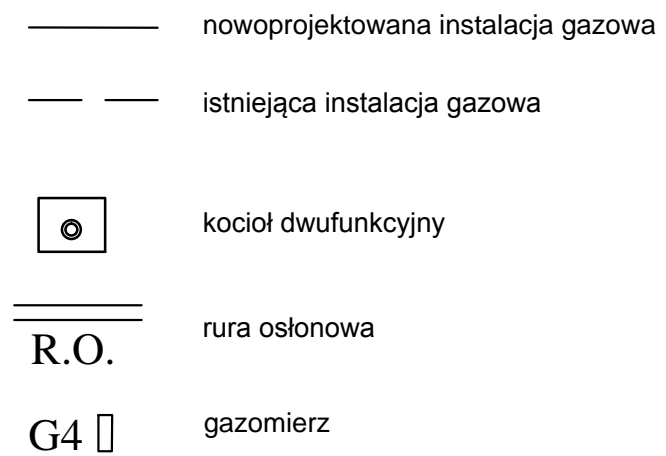 nowoprojektowana instalacja gazowa
istniejąca instalacja gazowa
kocioł dwufunkcyjny
R.O. rura osłonowa
G4 gazomierz